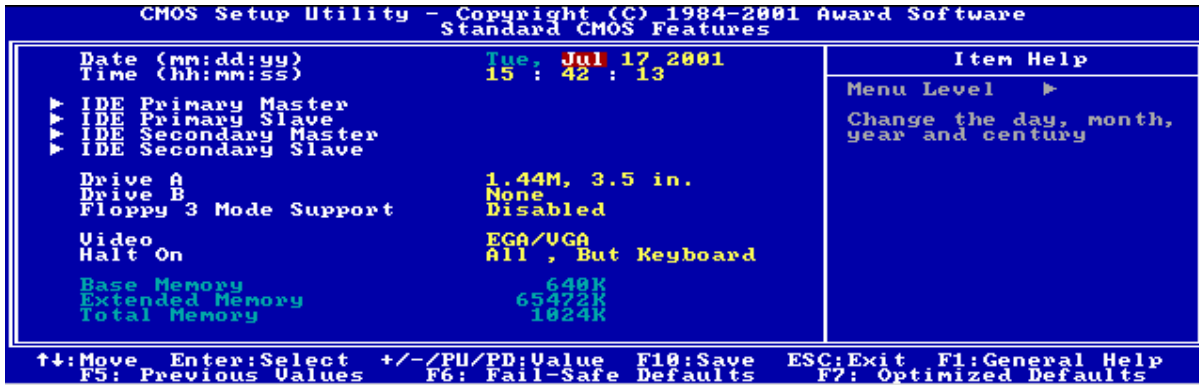 CMOS Setup Utility - Copyright (C) 1984-2001 Award Software
Standard CMOS Features
Date (mm:dd:yy) Tue, Jul 17 2001
Time (hh:mm:ss) 15 : 42 : 13
► IDE Primary Master
► IDE Primary Slave
► IDE Secondary Master
► IDE Secondary Slave
Drive A 1.44M, 3.5 in.
Drive B None
Floppy 3 Mode Support Disabled
Video EGA/VGA
Halt On All , But Keyboard
Base Memory 640K
Extended Memory 65472K
Total Memory 1024K
Item Help
Menu Level ►
Change the day, month,
year and century
↑↓:Move Enter:Select +/-/PU/PD:Value F10:Save ESC:Exit F1:General Help
F5: Previous Values F6: Fail-Safe Defaults F7: Optimized Defaults